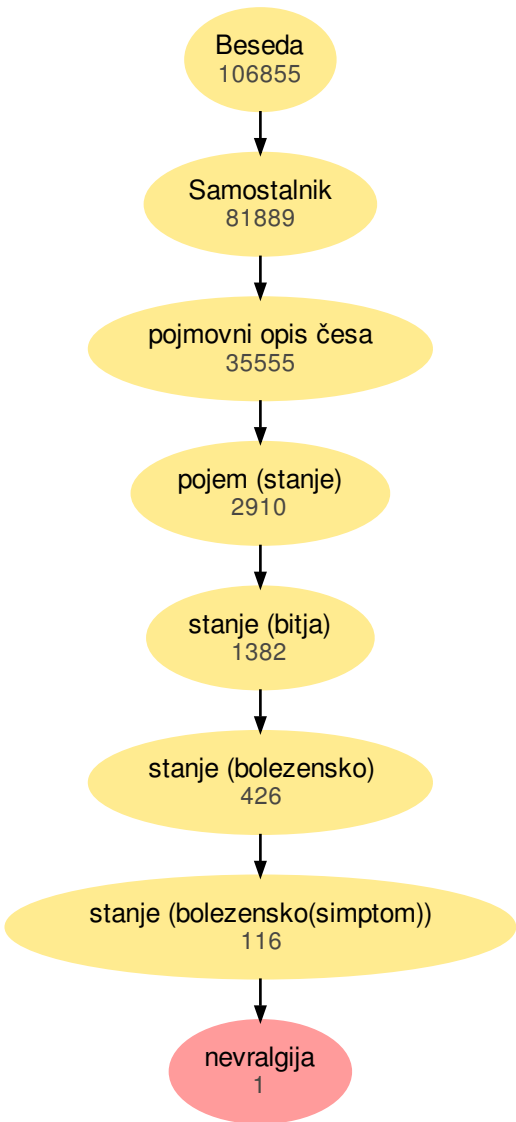 Beseda
106855
Samostalnik
81889
pojmovni opis česa
35555
pojem (stanje)
2910
stanje (bitja)
1382
stanje (bolezensko)
426
stanje (bolezensko(simptom))
116
nevralgija
1